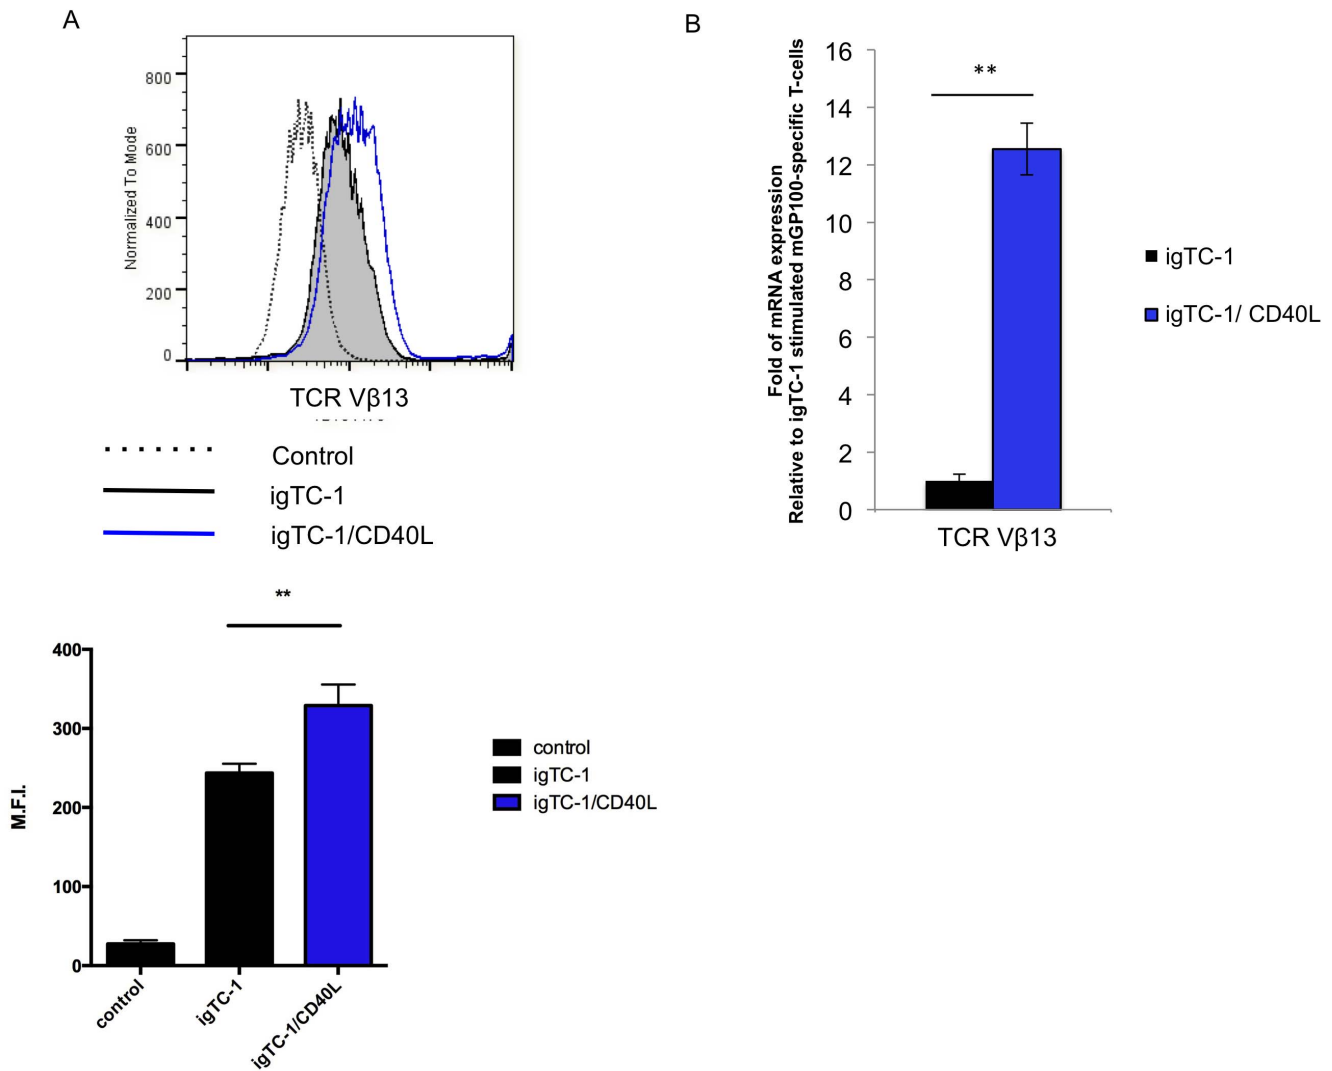 A
Normalized To Mode
800
600
400
200
0
TCR Vβ13
Control
igTC-1
igTC-1/CD40L
**
M.F.I.
400
300
200
100
0
control
igTC-1
igTC-1/CD40L
control
igTC-1
igTC-1/CD40L
B
Fold of mRNA expression
Relative to igTC-1 stimulated mGP100-specific T-cells
16
14
12
10
8
6
4
2
0
**
TCR Vβ13
igTC-1
igTC-1/ CD40L